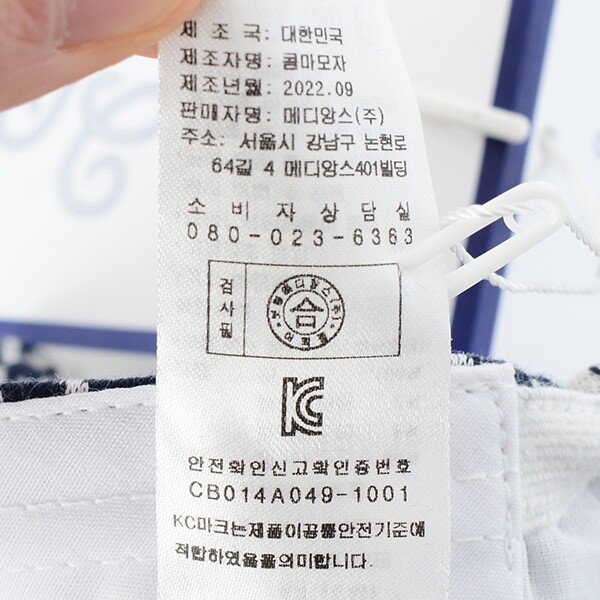 제 조 국: 대한민국
제조자명: 콤마모자
제조년월: 2022.09
판매자명: 메디앙스(주)
주소: 서울시 강남구 논현로
64길 4 메디앙스401빌딩
소 비 자 상 담 실
080-023-6363
검사필
합
KC
안전확인신고확인증번호
CB014A049-1001
KC마크는제품이공통안전기준에
적합하였음을의미합니다.